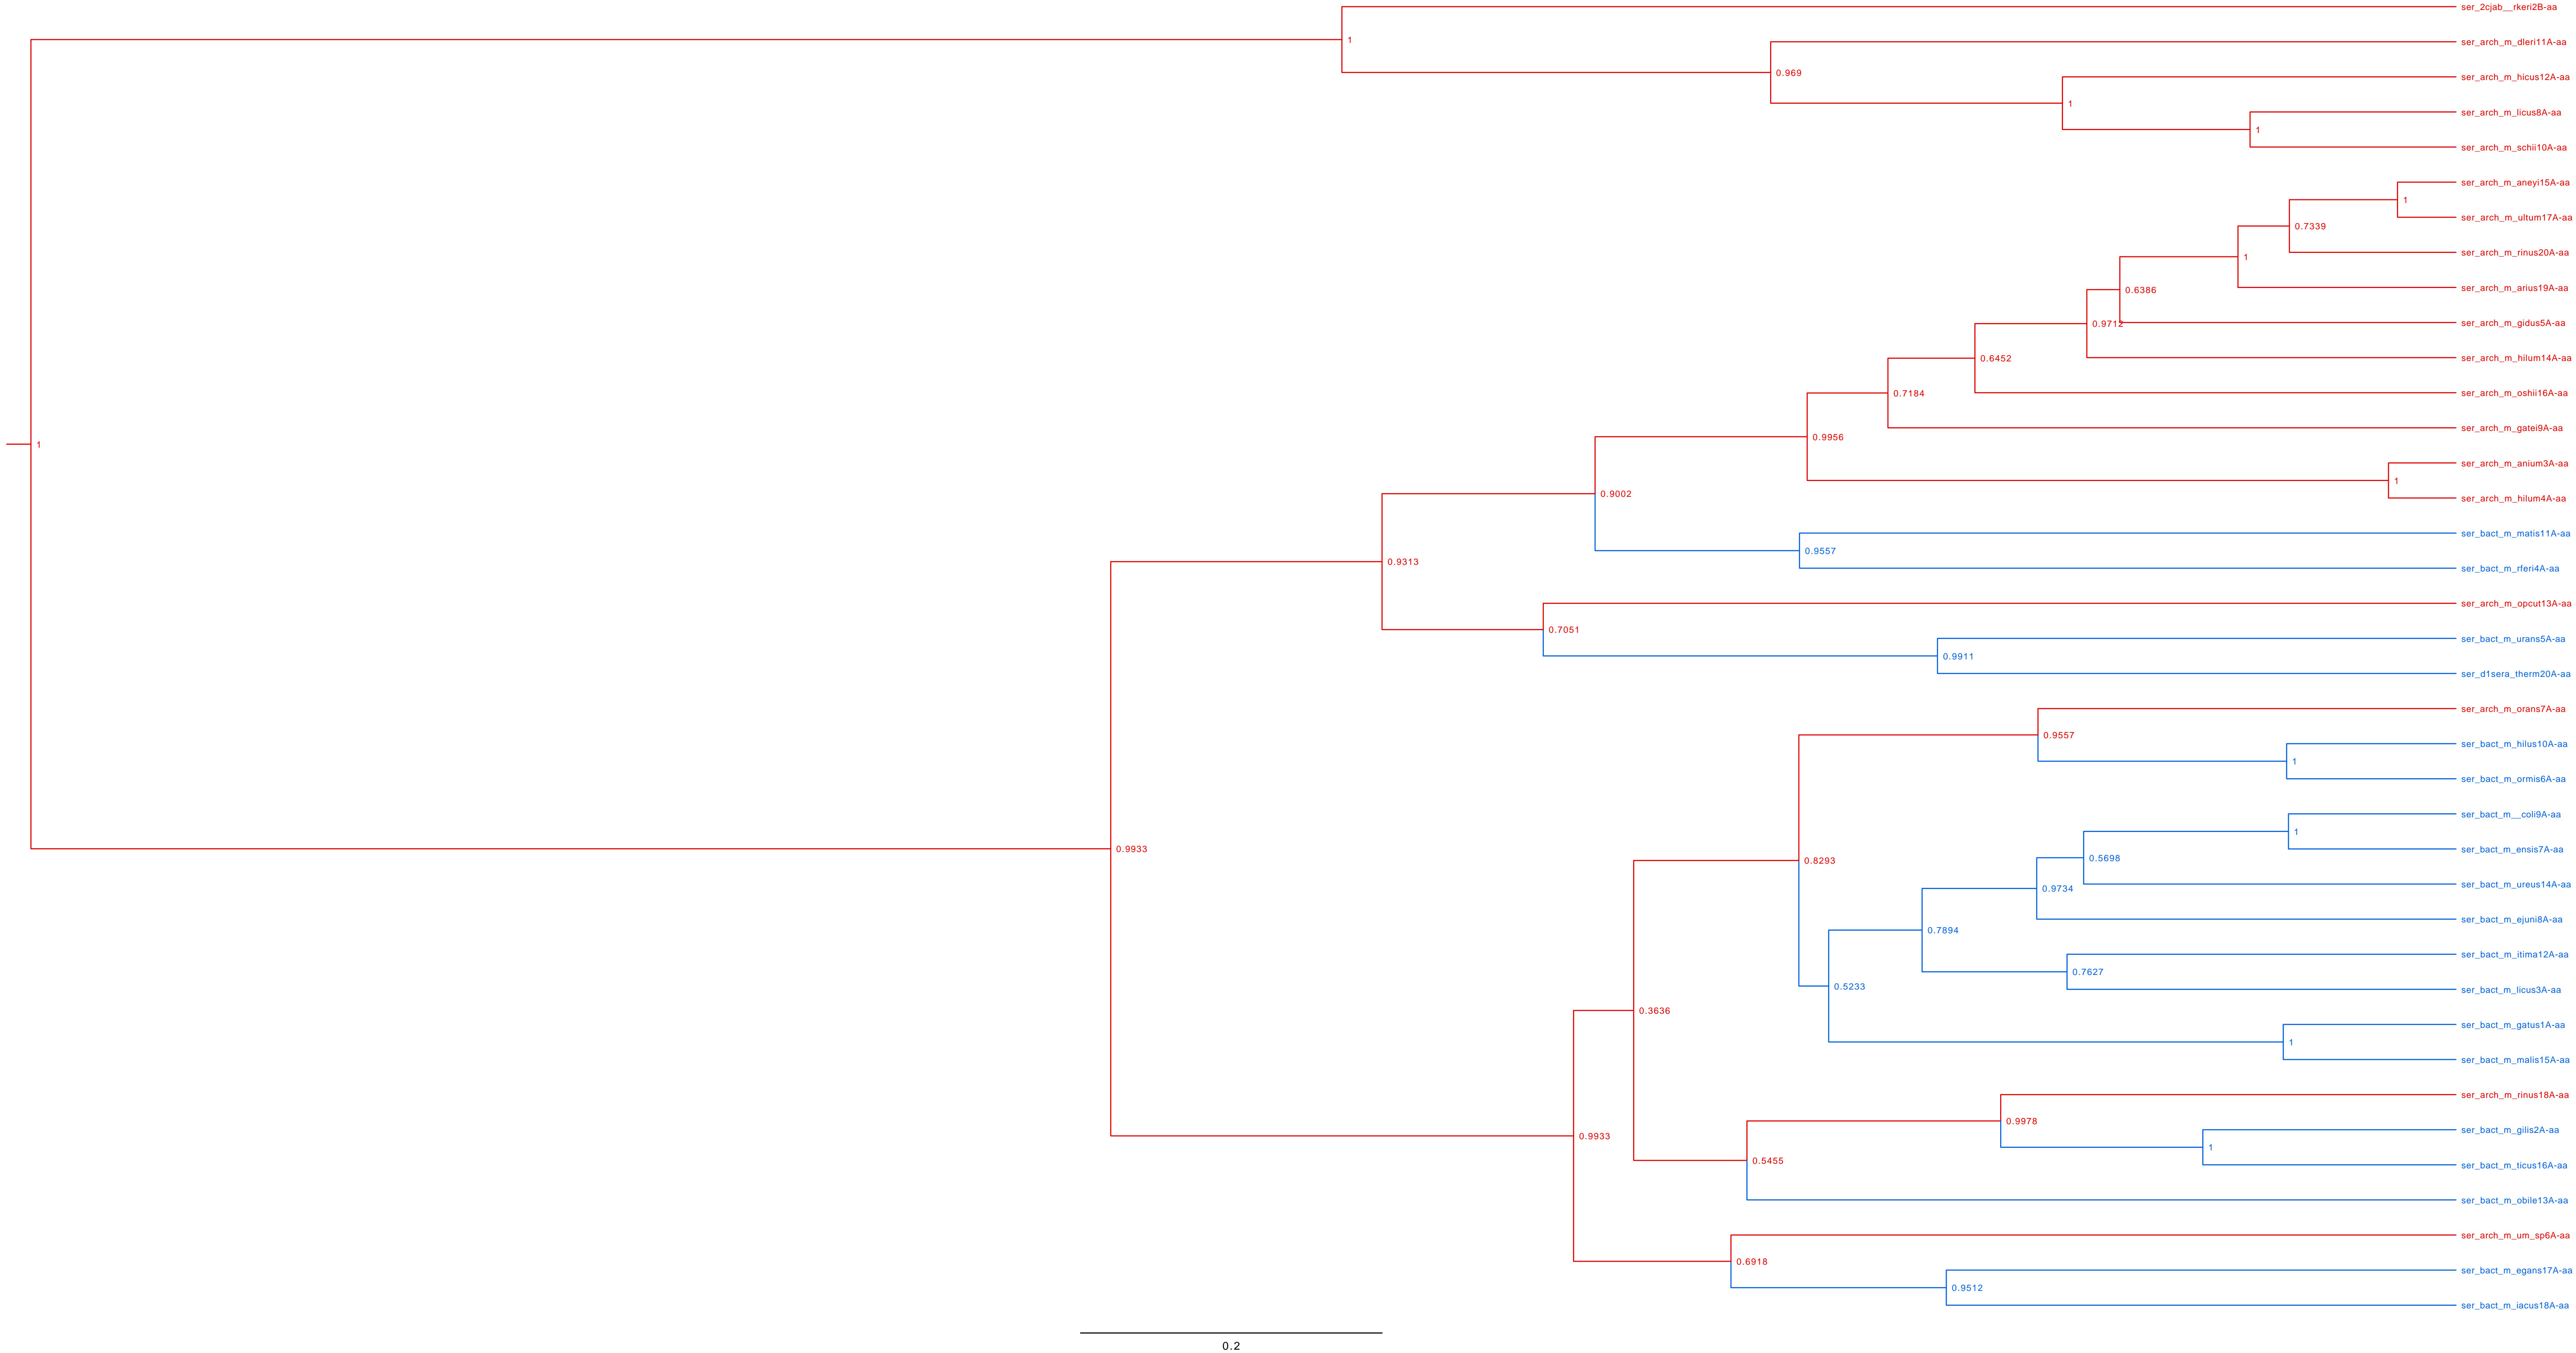 ser_2cjab__rkeri2B-aa
1
ser_arch_m_dleri11A-aa
0.969
ser_arch_m_hicus12A-aa
1
ser_arch_m_licus8A-aa
1
ser_arch_m_schii10A-aa
ser_arch_m_aneyi15A-aa
1
ser_arch_m_ultum17A-aa
0.7339
ser_arch_m_rinus20A-aa
1
ser_arch_m_arius19A-aa
0.6386
ser_arch_m_gidus5A-aa
0.9712
ser_arch_m_hilum14A-aa
0.6452
ser_arch_m_oshii16A-aa
0.7184
ser_arch_m_gatei9A-aa
0.9956
1
ser_arch_m_anium3A-aa
1
ser_arch_m_hilum4A-aa
0.9002
ser_bact_m_matis11A-aa
0.9557
0.9313
ser_bact_m_rferi4A-aa
ser_arch_m_opcut13A-aa
0.7051
ser_bact_m_urans5A-aa
0.9911
ser_d1sera_therm20A-aa
ser_arch_m_orans7A-aa
0.9557
ser_bact_m_hilus10A-aa
1
ser_bact_m_ormis6A-aa
ser_bact_m__coli9A-aa
1
0.9933
ser_bact_m_ensis7A-aa
0.5698
0.8293
ser_bact_m_ureus14A-aa
0.9734
ser_bact_m_ejuni8A-aa
0.7894
ser_bact_m_itima12A-aa
0.7627
0.5233
ser_bact_m_licus3A-aa
0.3636
ser_bact_m_gatus1A-aa
1
ser_bact_m_malis15A-aa
ser_arch_m_rinus18A-aa
0.9978
0.9933
ser_bact_m_gilis2A-aa
1
0.5455
ser_bact_m_ticus16A-aa
ser_bact_m_obile13A-aa
ser_arch_m_um_sp6A-aa
0.6918
ser_bact_m_egans17A-aa
0.9512
ser_bact_m_iacus18A-aa
0.2